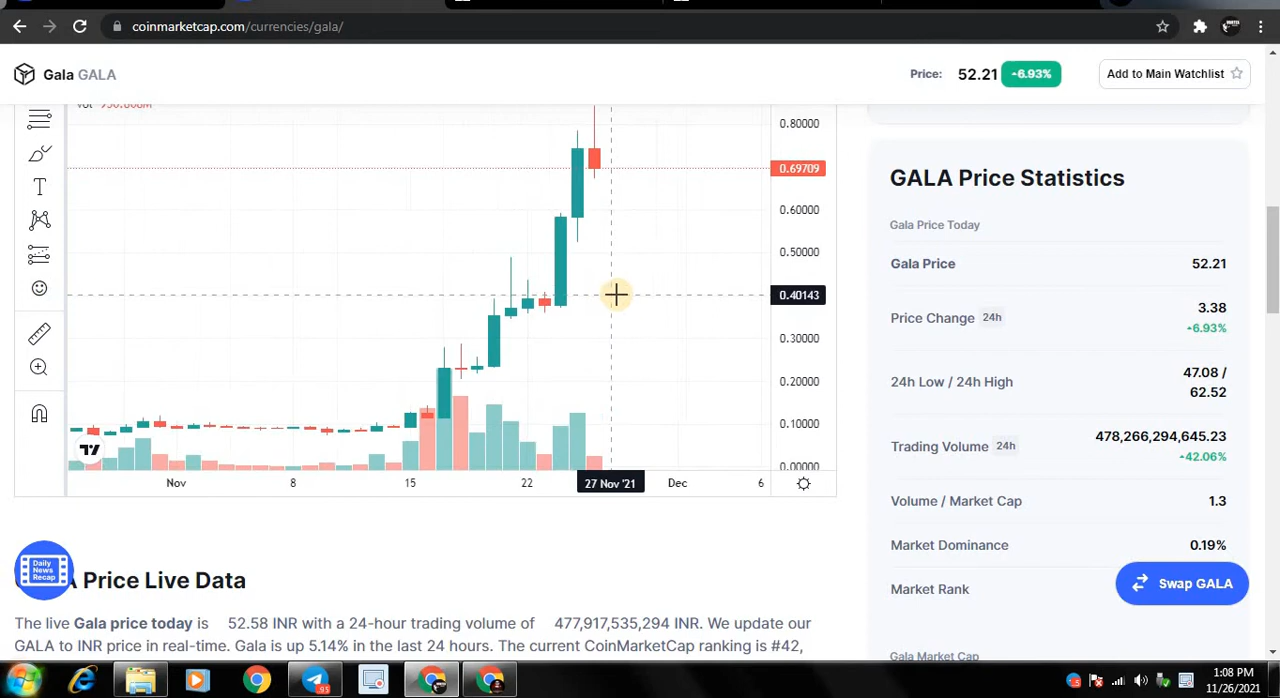 coinmarketcap.com/currencies/gala/
Gala GALA
Price: 52.21 6.93%
Add to Main Watchlist
0.80000
0.69709
0.60000
0.50000
0.40143
0.30000
0.20000
0.10000
0.00000
Nov 8 15 22 27 Nov '21 Dec 6
Daily
News
Recap
Price Live Data
The live Gala price today is 52.58 INR with a 24-hour trading volume of 477,917,535,294 INR. We update our
GALA to INR price in real-time. Gala is up 5.14% in the last 24 hours. The current CoinMarketCap ranking is #42,
GALA Price Statistics
Gala Price Today
Gala Price 52.21
Price Change 24h 3.38
6.93%
24h Low / 24h High 47.08 /
62.52
Trading Volume 24h 478,266,294,645.23
42.06%
Volume / Market Cap 1.3
Market Dominance 0.19%
Market Rank
Swap GALA
Gala Market Cap
95
1:08 PM
11/26/2021